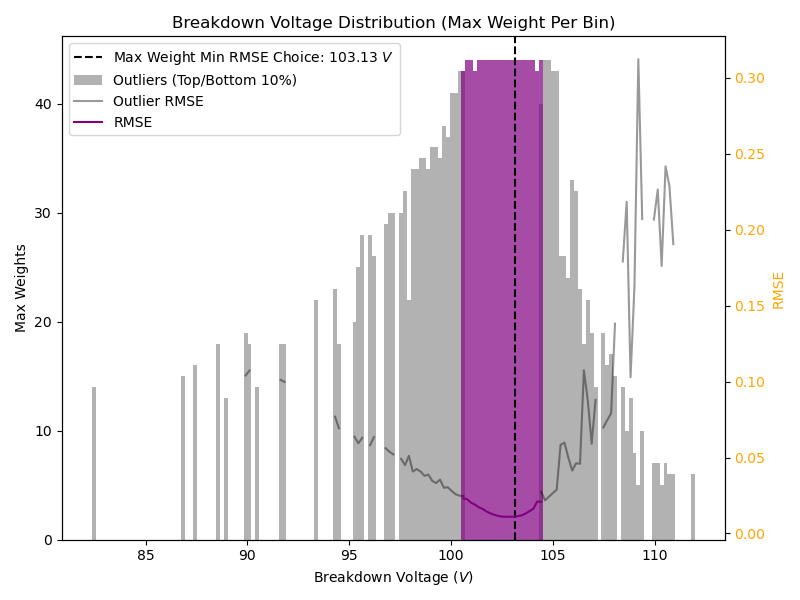 Breakdown Voltage Distribution (Max Weight Per Bin)
Max Weight Min RMSE Choice: 103.13 V
Outliers (Top/Bottom 10%)
Outlier RMSE
RMSE
Max Weights
0
10
20
30
40
RMSE
0.00
0.05
0.10
0.15
0.20
0.25
0.30
85
90
95
100
105
110
Breakdown Voltage (V)